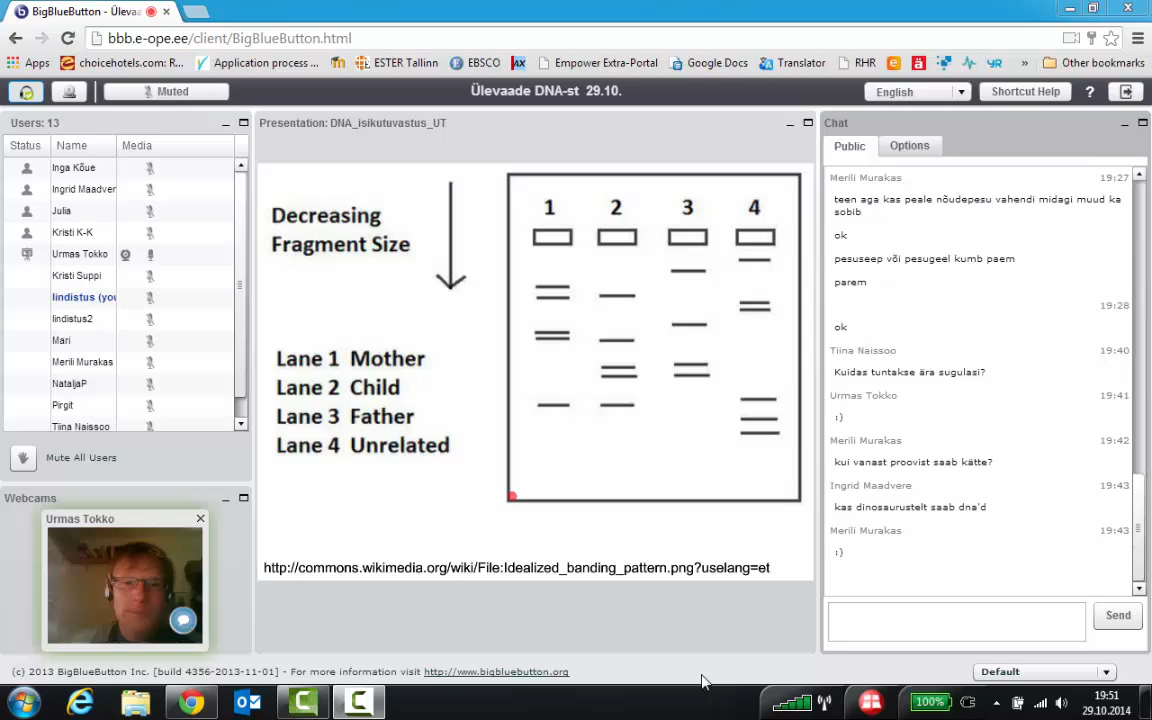 BigBlueButton - Üleva
bbb.e-ope.ee/client/BigBlueButton.html
Apps
choicehotels.com: R...
Application process ...
ESTER Tallinn
EBSCO
Empower Extra-Portal
Google Docs
Translator
RHR
YR
»
Other bookmarks
Muted
Ülevaade DNA-st 29.10.
English
Shortcut Help
?
Users: 13
Status Name Media
Inga Kõue
Ingrid Maadver
Julia
Kristi K-K
Urmas Tokko
Kristi Suppi
lindistus (you
lindistus2
Mari
Merili Murakas
NataljaP
Pirgit
Tiina Naissoo
Mute All Users
Webcams
Urmas Tokko
Presentation: DNA_isikutuvastus_UT
Decreasing
Fragment Size
Lane 1 Mother
Lane 2 Child
Lane 3 Father
Lane 4 Unrelated
1 2 3 4
http://commons.wikimedia.org/wiki/File:Idealized_banding_pattern.png?uselang=et
Chat
Public Options
Merili Murakas 19:27
teen aga kas peale nõudepesu vahendi midagi muud ka
sobib
ok
pesuseep või pesugeel kumb paem
parem
19:28
ok
Tiina Naissoo 19:40
Kuidas tuntakse ära sugulasi?
Urmas Tokko 19:41
:}
Merili Murakas 19:42
kui vanast proovist saab kätte?
Ingrid Maadvere 19:43
kas dinosaurustelt saab dna'd
Merili Murakas 19:43
:}
Send
(c) 2013 BigBlueButton Inc. [build 4356-2013-11-01] - For more information visit http://www.bigbluebutton.org
Default
100%
19:51
29.10.2014